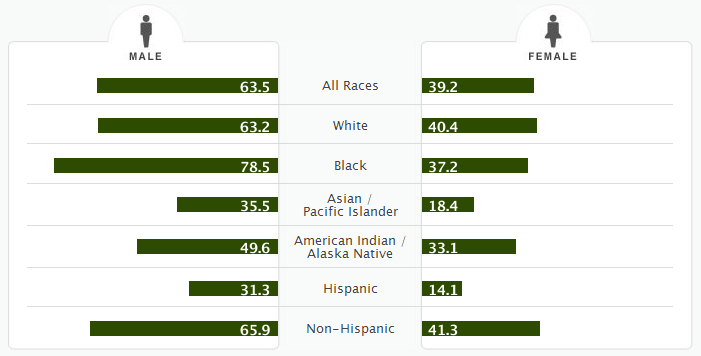 MALE
FEMALE
63.5 All Races 39.2
63.2 White 40.4
78.5 Black 37.2
35.5 Asian / Pacific Islander 18.4
49.6 American Indian / Alaska Native 33.1
31.3 Hispanic 14.1
65.9 Non-Hispanic 41.3